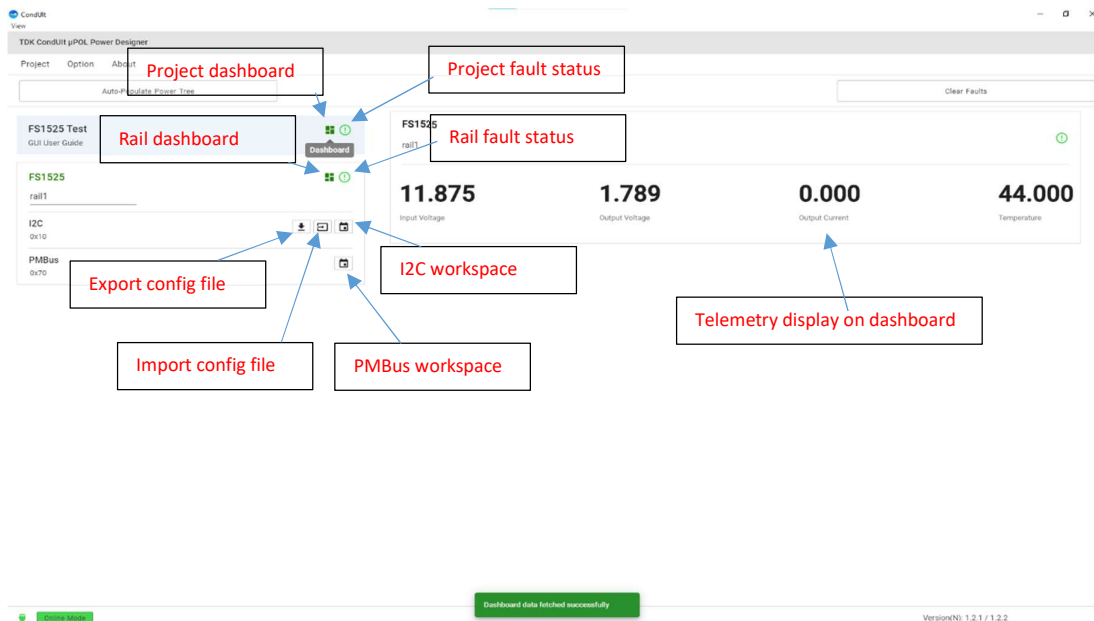 CondUIt
View
TDK CondUIt µPOL Power Designer
Project Option About
Project dashboard
Project fault status
Auto-Populate Power Tree
Clear Faults
FS1525 Test
GUI User Guide
Rail dashboard
Dashboard
FS1525
rail1
Rail fault status
FS1525
rail1
11.875
Input Voltage
1.789
Output Voltage
0.000
Output Current
44.000
Temperature
I2C
0x10
PMBus
0x70
I2C workspace
Export config file
Telemetry display on dashboard
Import config file
PMBus workspace
Dashboard data fetched successfully
Online Mode
Version(N): 1.2.1 / 1.2.2